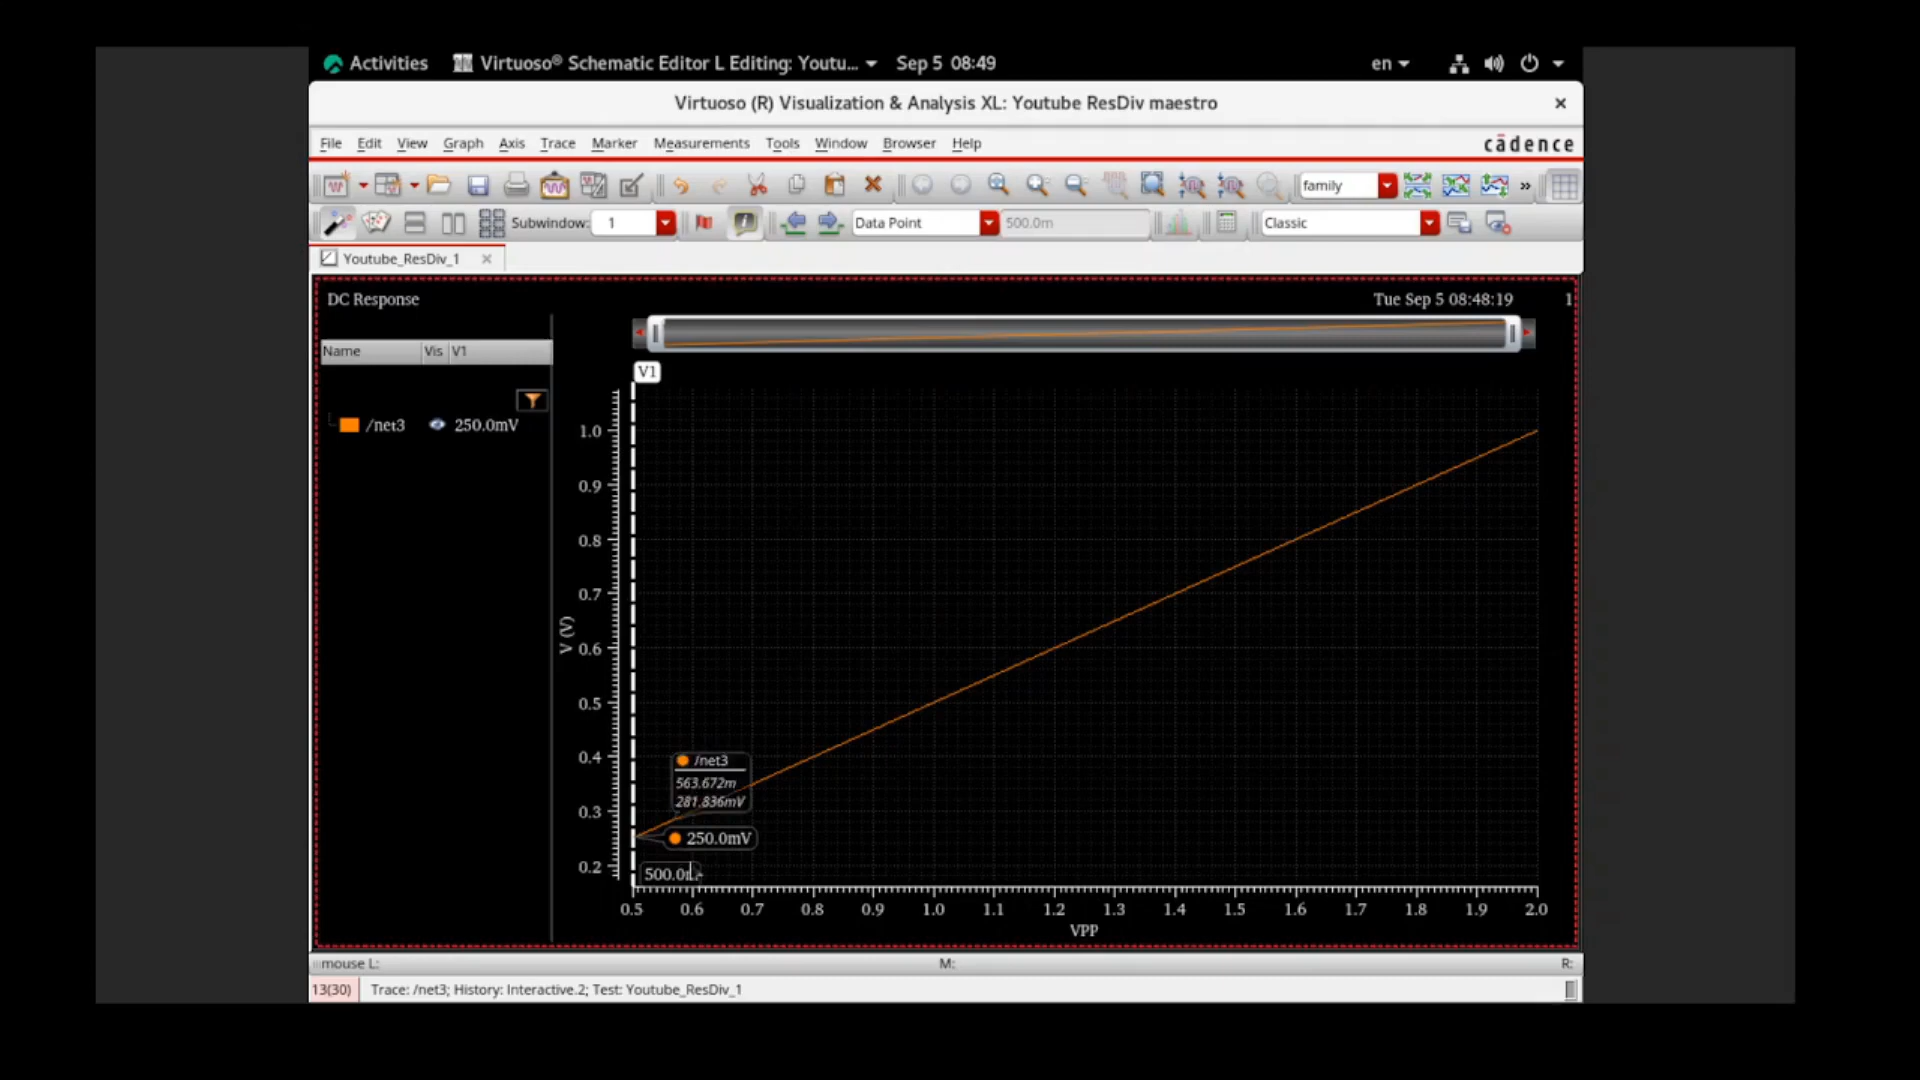 Activities
Virtuoso® Schematic Editor L Editing: Youtu...
Sep 5 08:49
en
Virtuoso (R) Visualization & Analysis XL: Youtube ResDiv maestro
File Edit View Graph Axis Trace Marker Measurements Tools Window Browser Help
cādence
family
»
Subwindow: 1
Data Point
500.0m
Classic
Youtube_ResDiv_1
DC Response
Tue Sep 5 08:48:19
1
Name Vis V1
/net3 250.0mV
V1
1.0
0.9
0.8
0.7
0.6
0.5
0.4
0.3
0.2
V (V)
/net3
563.672m
281.836mV
250.0mV
0.5 0.6 0.7 0.8 0.9 1.0 1.1 1.2 1.3 1.4 1.5 1.6 1.7 1.8 1.9 2.0
VPP
mouse L:
M:
R:
13(30)
Trace: /net3; History: Interactive.2; Test: Youtube_ResDiv_1